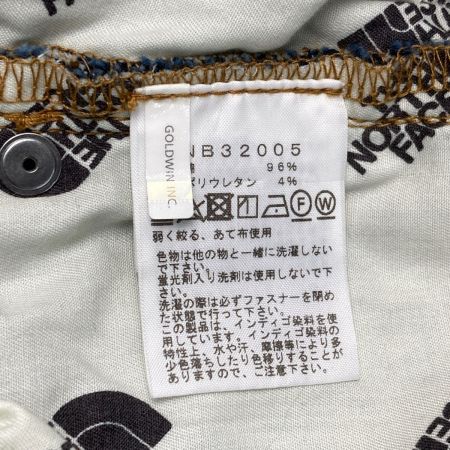 GOLDWIN INC.
NB32005
綿 96%
ポリウレタン 4%
弱く絞る、あて布使用
色物は他の物と一緒に洗濯しない
で下さい。
蛍光剤入り洗剤は使用しないで下
さい。
洗濯の際は必ずファスナーを閉め
た状態で行って下さい。
この製品は、インディゴ染料を使
用しています。インディゴ染料の
特性上、水や汗、摩擦等により多
少色落ちしたり色移りすることが
ありますので、ご注意下さい。
NORTH
FACE